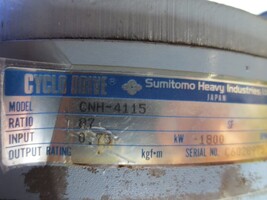 CYCLO DRIVE® Sumitomo Heavy Industries,
JAPAN
MODEL CNH-4115
RATIO 87
INPUT 0.75 kW 1800
OUTPUT RATING kgf·m SERIAL NO.